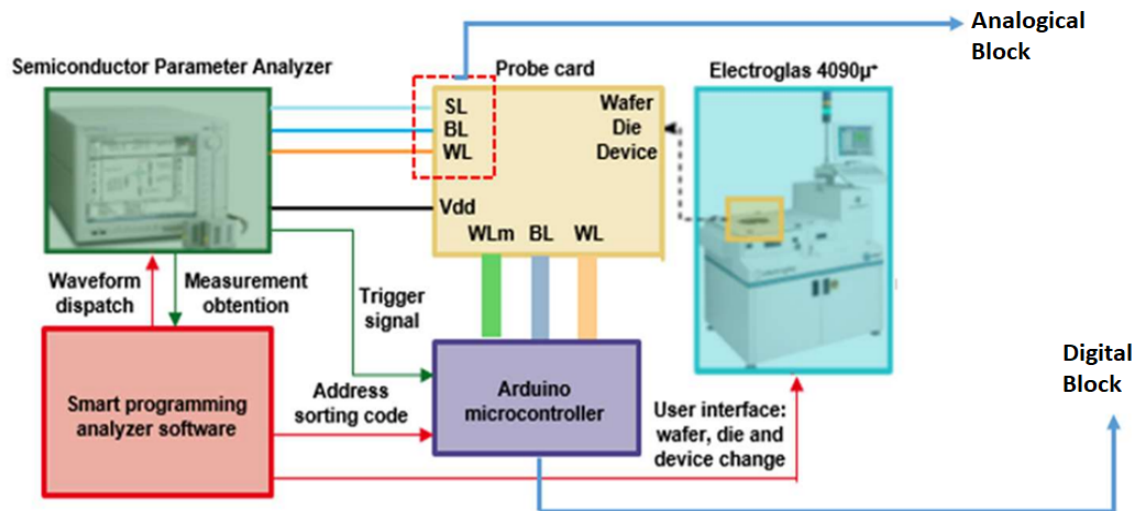 Analogical
Block
Semiconductor Parameter Analyzer
Probe card
Electroglas 4090µ⁺
SL
BL
WL
Wafer
Die
Device
Vdd
WLm BL WL
Waveform
dispatch
Measurement
obtention
Trigger
signal
Digital
Block
Smart programming
analyzer software
Address
sorting code
Arduino
microcontroller
User interface:
wafer, die and
device change